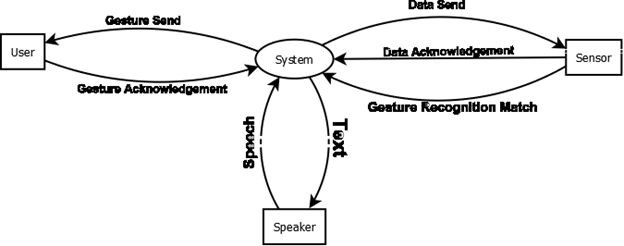 Data Send
Gesture Send
User
System
Data Acknowledgement
Sensor
Gesture Acknowledgement
Gesture Recognition Match
Speech
Text
Speaker